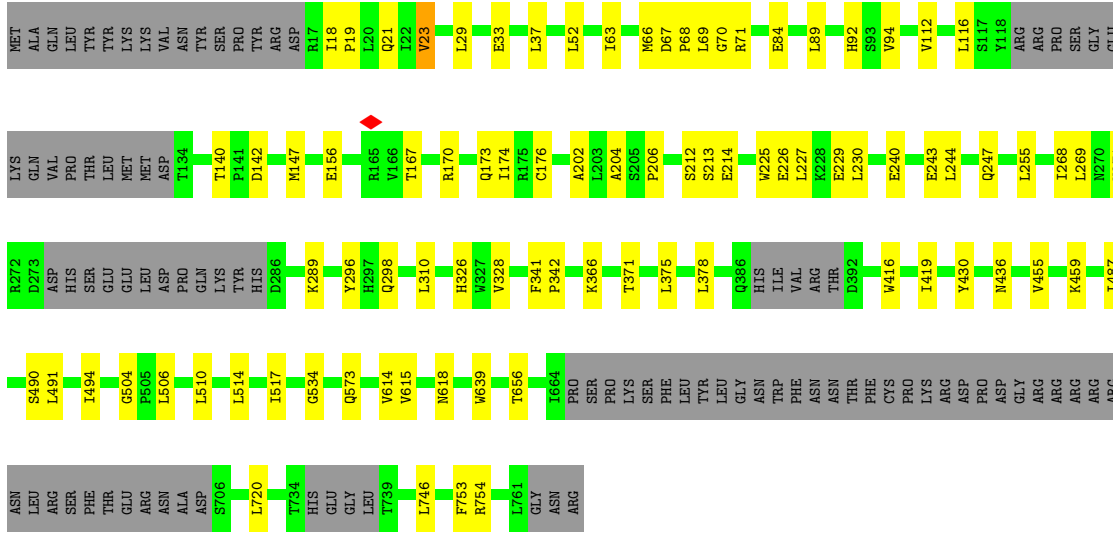 MET ALA GLN LEU TYR TYR LYS LYS VAL ASN TYR SER PRO TYR ARG ASP R17 I18 P19 L20 Q21 I22 V23 L29 E33 L37 L52 I63 M66 D67 P68 L69 G70 R71 E84 L89 H92 S93 V94 V112 L116 S117 Y118 ARG ARG PRO SER GLY GLU
LYS GLN VAL PRO THR LEU MET MET ASP T134 T140 P141 D142 M147 E156 R165 V166 T167 R170 Q173 I174 R175 C176 A202 L203 A204 S205 P206 S212 S213 E214 W225 E226 L227 K228 E229 L230 E240 E243 L244 Q247 L255 I268 L269 N270
R272 D273 ASP HIS SER GLU GLU LEU ASP PRO GLN LYS TYR HIS D286 K289 Y296 H297 Q298 L310 H326 W327 V328 F341 P342 K366 T371 L375 L378 Q386 HIS ILE VAL ARG THR D392 W416 I419 Y430 N436 V455 K459 I487
S490 L491 I494 G504 P505 L506 L510 L514 I517 G534 Q573 V614 V615 N618 W639 T656 I664 PRO SER PRO LYS SER PHE LEU TYR LEU GLY ASN TRP PHE ASN ASN THR PHE CYS PRO LYS ARG ASP PRO ASP GLY ARG ARG ARG ARG ARG
ASN LEU ARG SER PHE THR GLU ARG ASN ALA ASP S706 L720 T734 HIS GLU GLY LEU T739 L746 F753 R754 L761 GLY ASN ARG